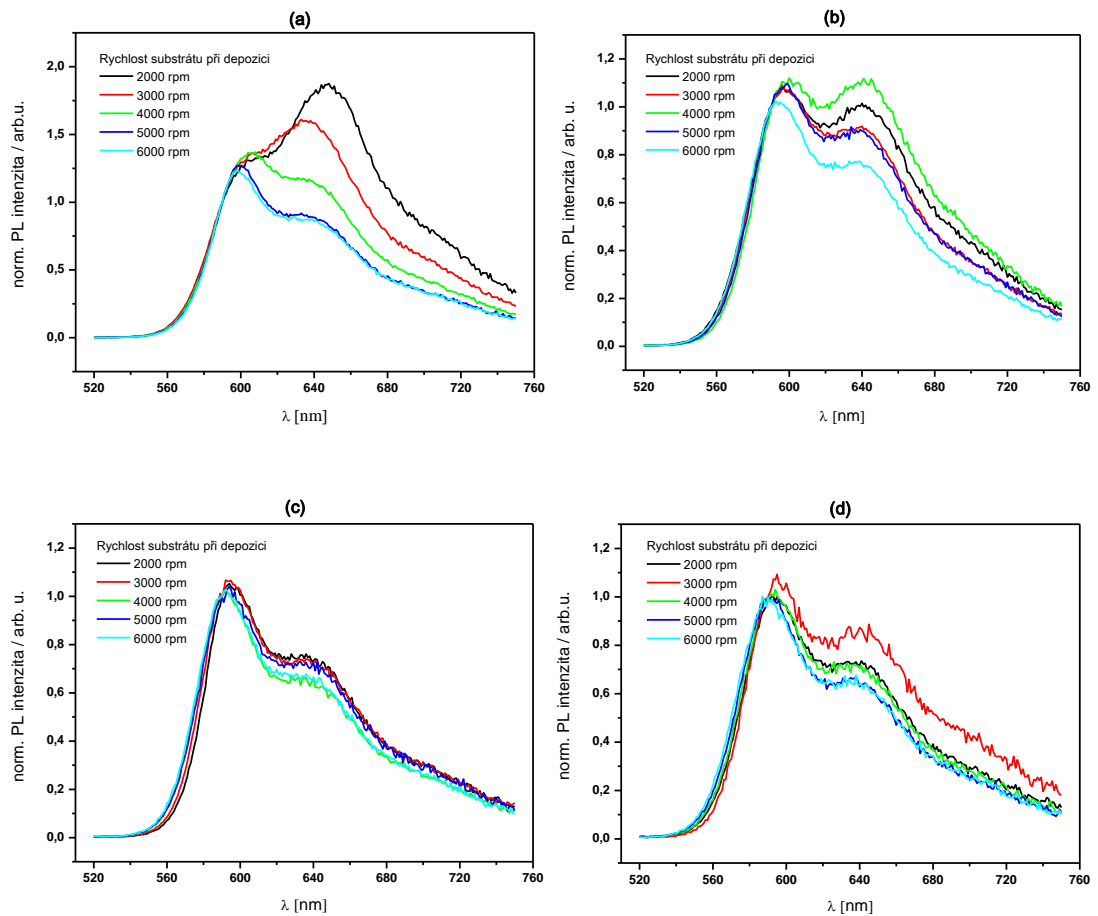 (a)
norm. PL intenzita / arb. u.
2,0
1,5
1,0
0,5
0,0
Rychlost substrátu při depozici
2000 rpm
3000 rpm
4000 rpm
5000 rpm
6000 rpm
520 560 600 640 680 720 760
λ [nm]
(b)
norm. PL intenzita / arb. u.
1,2
1,0
0,8
0,6
0,4
0,2
0,0
Rychlost substrátu při depozici
2000 rpm
3000 rpm
4000 rpm
5000 rpm
6000 rpm
520 560 600 640 680 720 760
λ [nm]
(c)
norm. PL intenzita / arb.u.
1,2
1,0
0,8
0,6
0,4
0,2
0,0
Rychlost substrátu při depozici
2000 rpm
3000 rpm
4000 rpm
5000 rpm
6000 rpm
520 560 600 640 680 720 760
λ [nm]
(d)
norm. PL intenzita / arb.u.
1,2
1,0
0,8
0,6
0,4
0,2
0,0
Rychlost substrátu při depozici
2000 rpm
3000 rpm
4000 rpm
5000 rpm
6000 rpm
520 560 600 640 680 720 760
λ [nm]